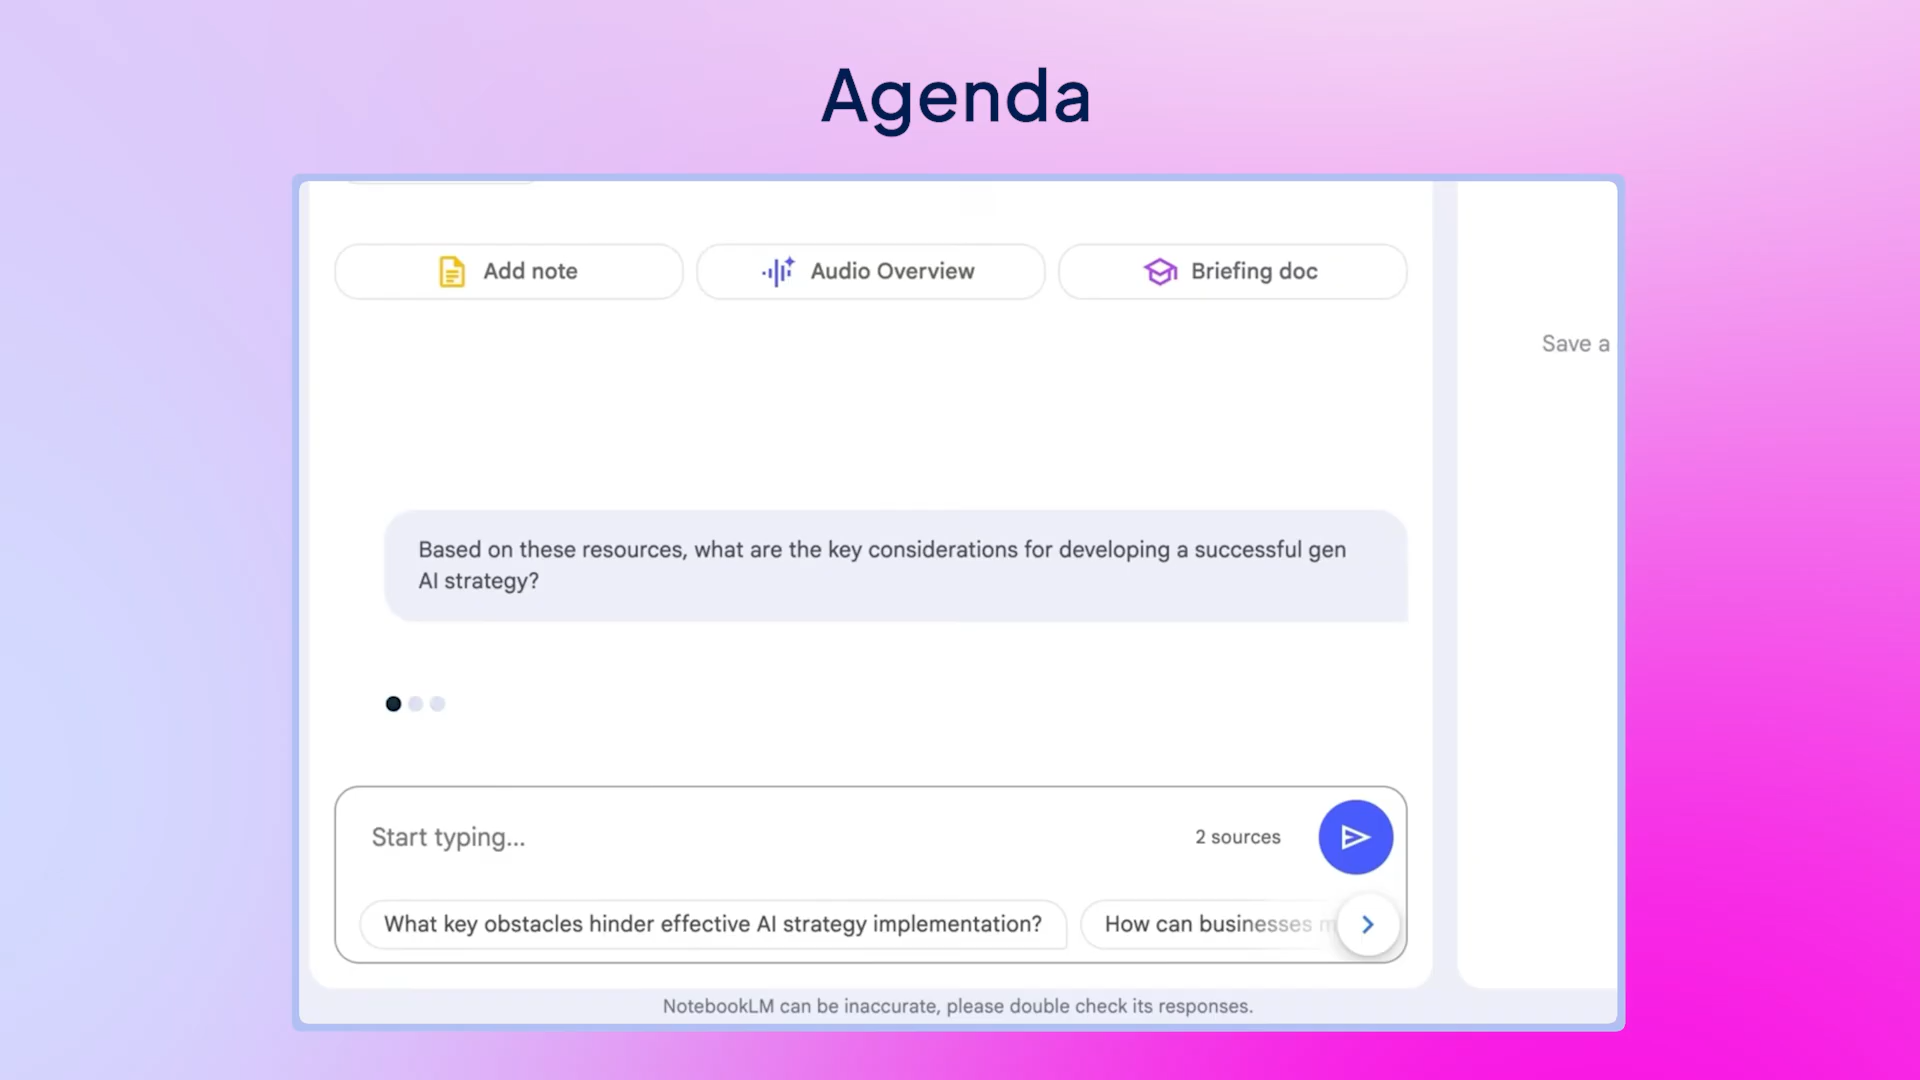 Agenda
Add note
Audio Overview
Briefing doc
Save a
Based on these resources, what are the key considerations for developing a successful gen
AI strategy?
Start typing...
2 sources
What key obstacles hinder effective AI strategy implementation?
How can businesses
NotebookLM can be inaccurate, please double check its responses.